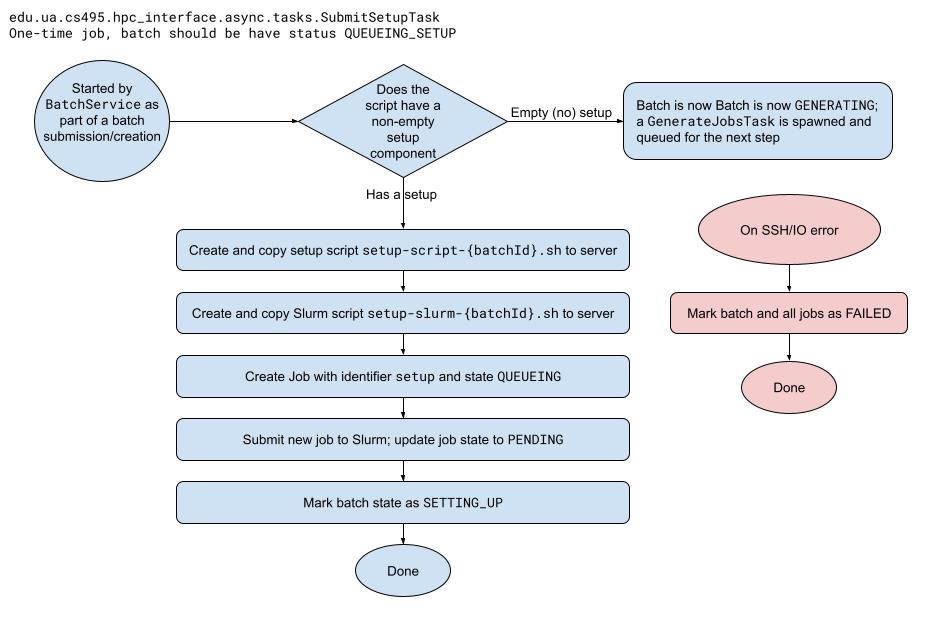 edu.ua.cs495.hpc_interface.async.tasks.SubmitSetupTask
One-time job, batch should be have status QUEUEING_SETUP
Started by
BatchService as
part of a batch
submission/creation
Does the
script have a
non-empty
setup
component
Empty (no) setup
Batch is now Batch is now GENERATING;
a GenerateJobsTask is spawned and
queued for the next step
Has a setup
Create and copy setup script setup-script-{batchId}.sh to server
Create and copy Slurm script setup-slurm-{batchId}.sh to server
Create Job with identifier setup and state QUEUEING
Submit new job to Slurm; update job state to PENDING
Mark batch state as SETTING_UP
Done
On SSH/IO error
Mark batch and all jobs as FAILED
Done